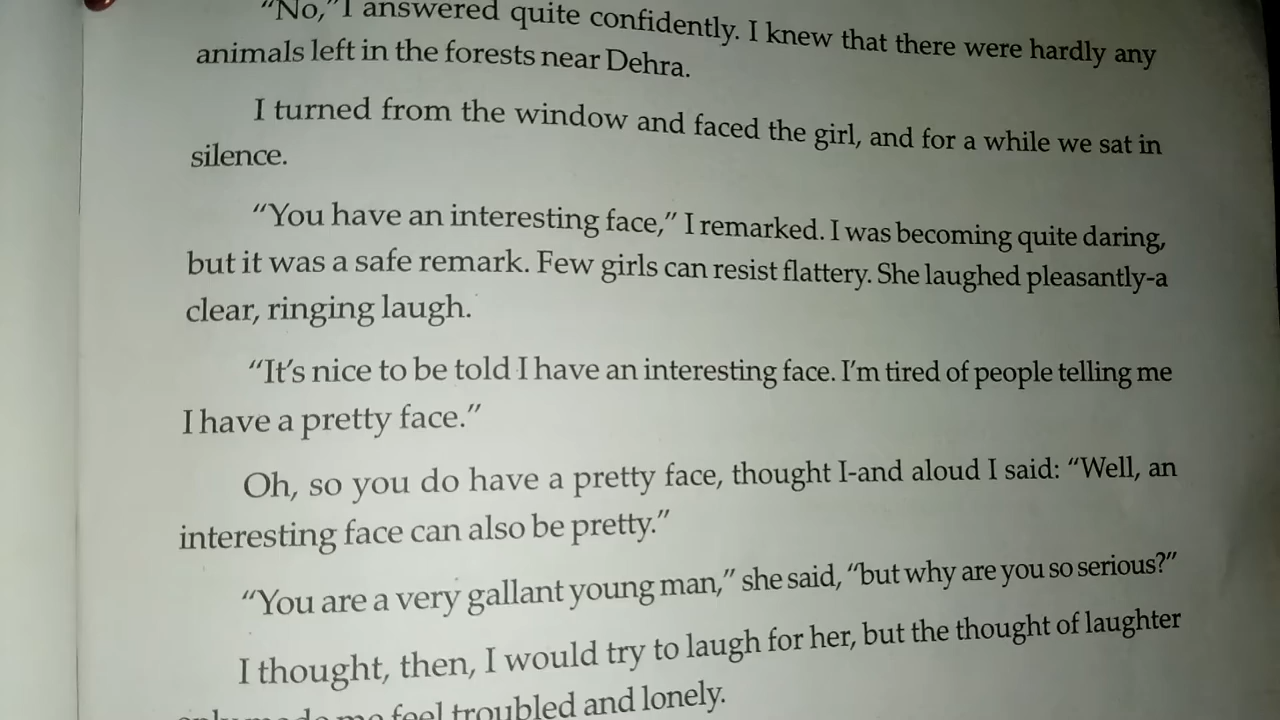 "No," I answered quite confidently. I knew that there were hardly any
animals left in the forests near Dehra.
I turned from the window and faced the girl, and for a while we sat in
silence.
"You have an interesting face," I remarked. I was becoming quite daring,
but it was a safe remark. Few girls can resist flattery. She laughed pleasantly-a
clear, ringing laugh.
"It's nice to be told I have an interesting face. I'm tired of people telling me
I have a pretty face."
Oh, so you do have a pretty face, thought I-and aloud I said: "Well, an
interesting face can also be pretty."
"You are a very gallant young man," she said, "but why are you so serious?"
I thought, then, I would try to laugh for her, but the thought of laughter
only made me feel troubled and lonely.